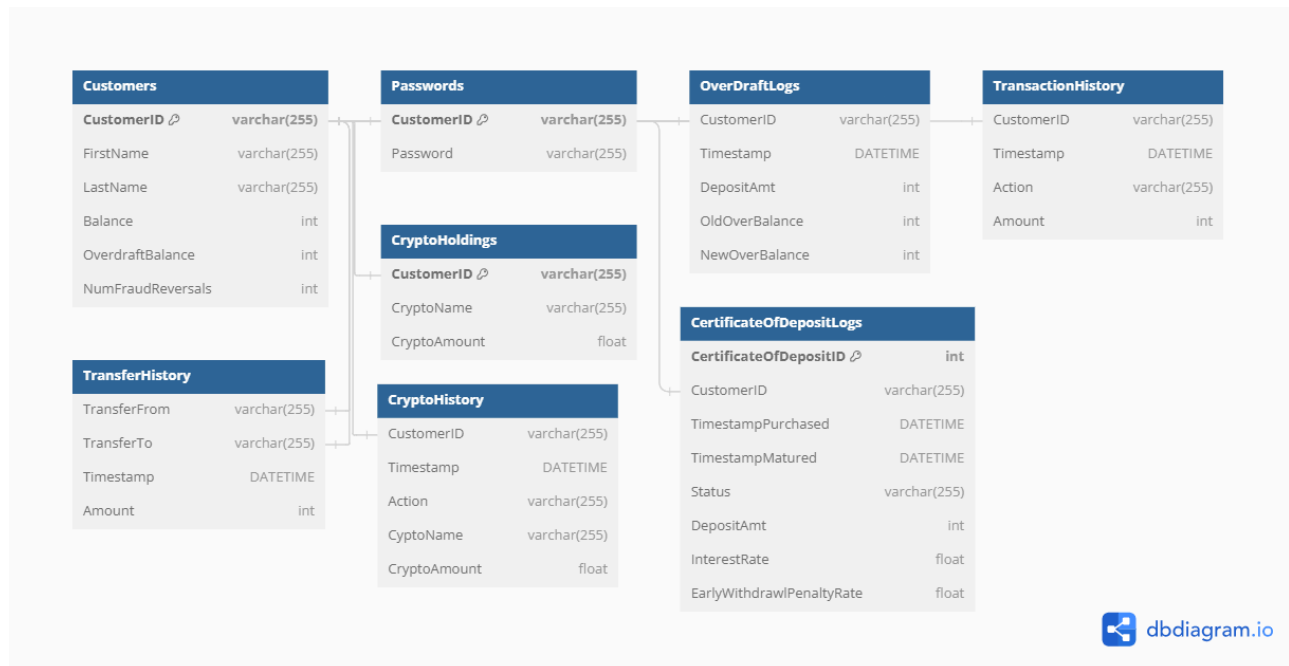 Customers
CustomerID varchar(255)
FirstName varchar(255)
LastName varchar(255)
Balance int
OverdraftBalance int
NumFraudReversals int
TransferHistory
TransferFrom varchar(255)
TransferTo varchar(255)
Timestamp DATETIME
Amount int
Passwords
CustomerID varchar(255)
Password varchar(255)
CryptoHoldings
CustomerID varchar(255)
CryptoName varchar(255)
CryptoAmount float
CryptoHistory
CustomerID varchar(255)
Timestamp DATETIME
Action varchar(255)
CyptoName varchar(255)
CryptoAmount float
OverDraftLogs
CustomerID varchar(255)
Timestamp DATETIME
DepositAmt int
OldOverBalance int
NewOverBalance int
CertificateOfDepositLogs
CertificateOfDepositID int
CustomerID varchar(255)
TimestampPurchased DATETIME
TimestampMatured DATETIME
Status varchar(255)
DepositAmt int
InterestRate float
EarlyWithdrawlPenaltyRate float
TransactionHistory
CustomerID varchar(255)
Timestamp DATETIME
Action varchar(255)
Amount int
dbdiagram.io